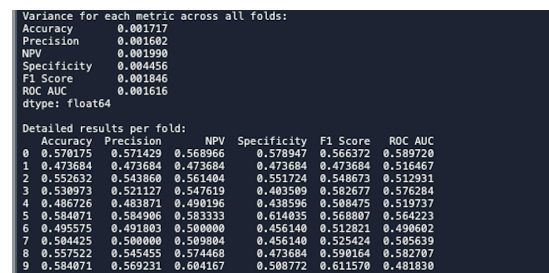 Variance for each metric across all folds:
Accuracy 0.001717
Precision 0.001602
NPV 0.001990
Specificity 0.004456
F1 Score 0.001846
ROC AUC 0.001616
dtype: float64
Detailed results per fold:
Accuracy Precision NPV Specificity F1 Score ROC AUC
0 0.570175 0.571429 0.568966 0.578947 0.566372 0.589720
1 0.473684 0.473684 0.473684 0.473684 0.473684 0.516467
2 0.552632 0.543860 0.561404 0.551724 0.548673 0.512931
3 0.530973 0.521127 0.547619 0.403509 0.582677 0.576284
4 0.486726 0.483871 0.490196 0.438596 0.508475 0.519737
5 0.584071 0.584906 0.583333 0.614035 0.568807 0.564223
6 0.495575 0.491803 0.500000 0.456140 0.512821 0.490602
7 0.504425 0.500000 0.509804 0.456140 0.525424 0.505639
8 0.557522 0.545455 0.574468 0.473684 0.590164 0.582707
9 0.584071 0.569231 0.604167 0.508772 0.611570 0.481830